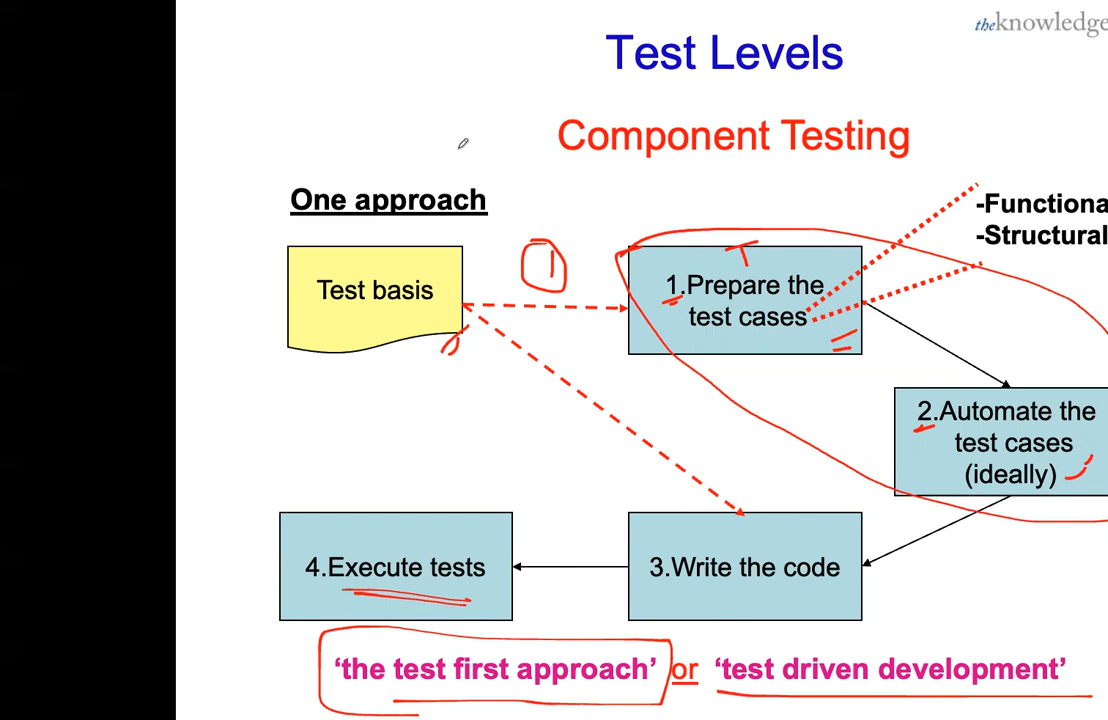 theknowledge
Test Levels
Component Testing
One approach
-Functiona
-Structural
Test basis
1
1.Prepare the
test cases
2.Automate the
test cases
(ideally)
4.Execute tests
3.Write the code
‘the test first approach’ or ‘test driven development’